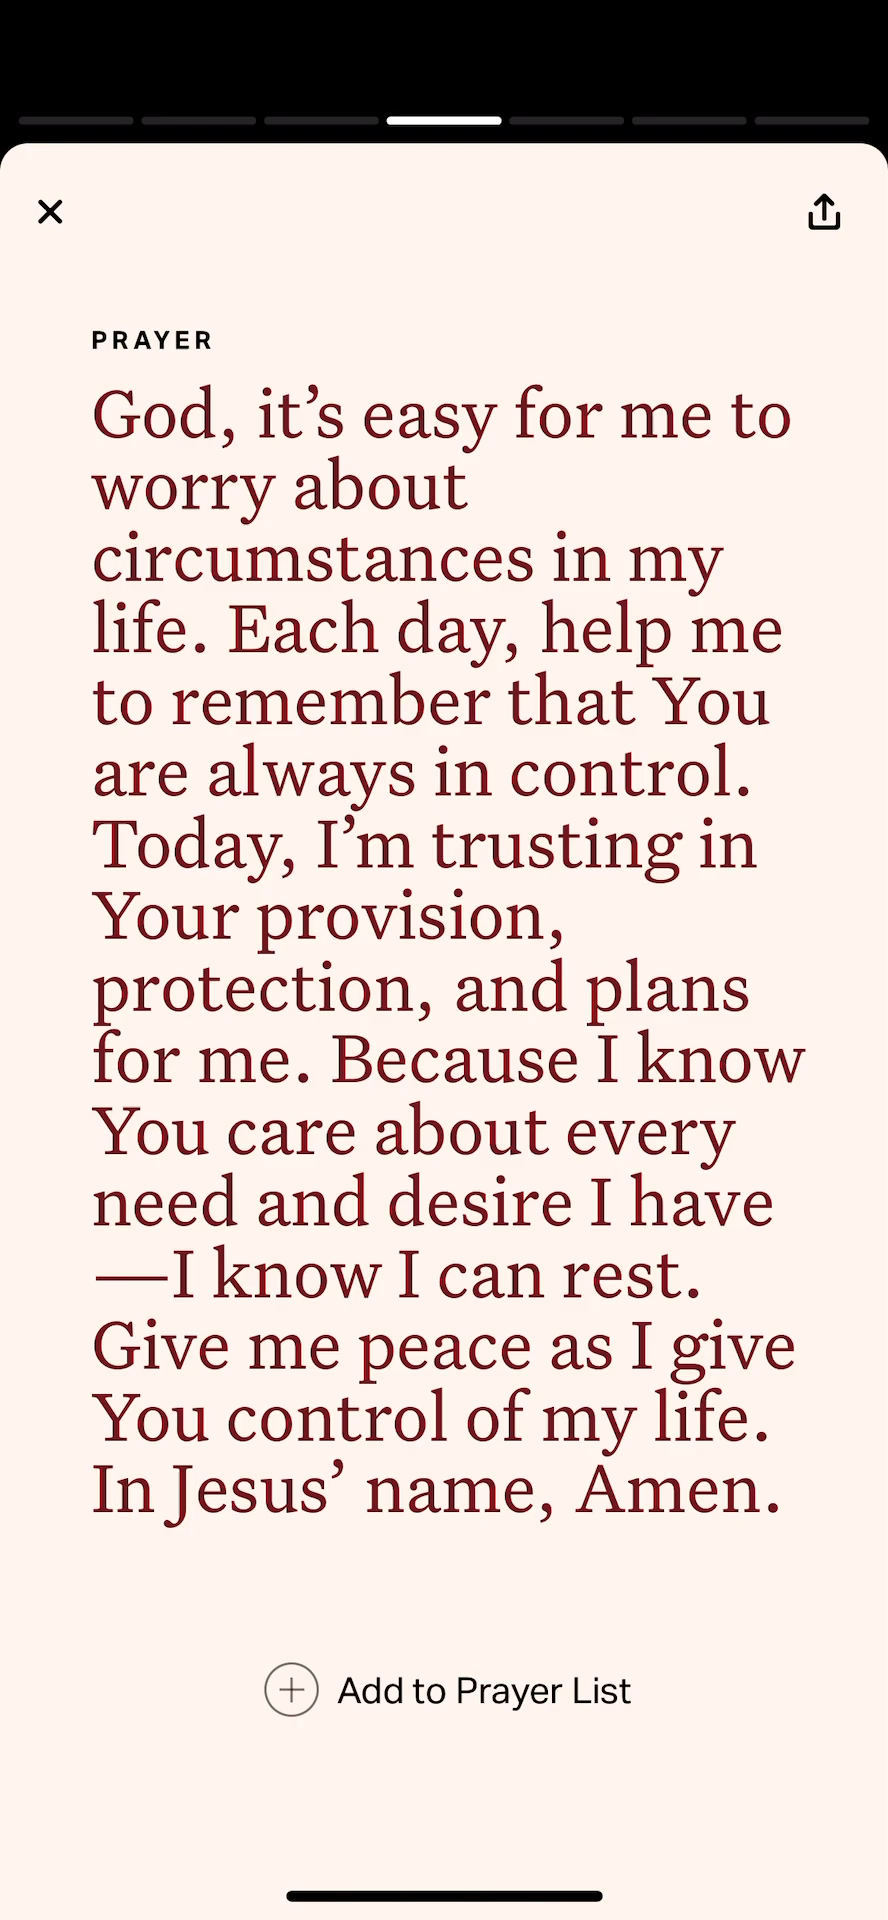 PRAYER
God, it’s easy for me to
worry about
circumstances in my
life. Each day, help me
to remember that You
are always in control.
Today, I’m trusting in
Your provision,
protection, and plans
for me. Because I know
You care about every
need and desire I have
—I know I can rest.
Give me peace as I give
You control of my life.
In Jesus’ name, Amen.
Add to Prayer List